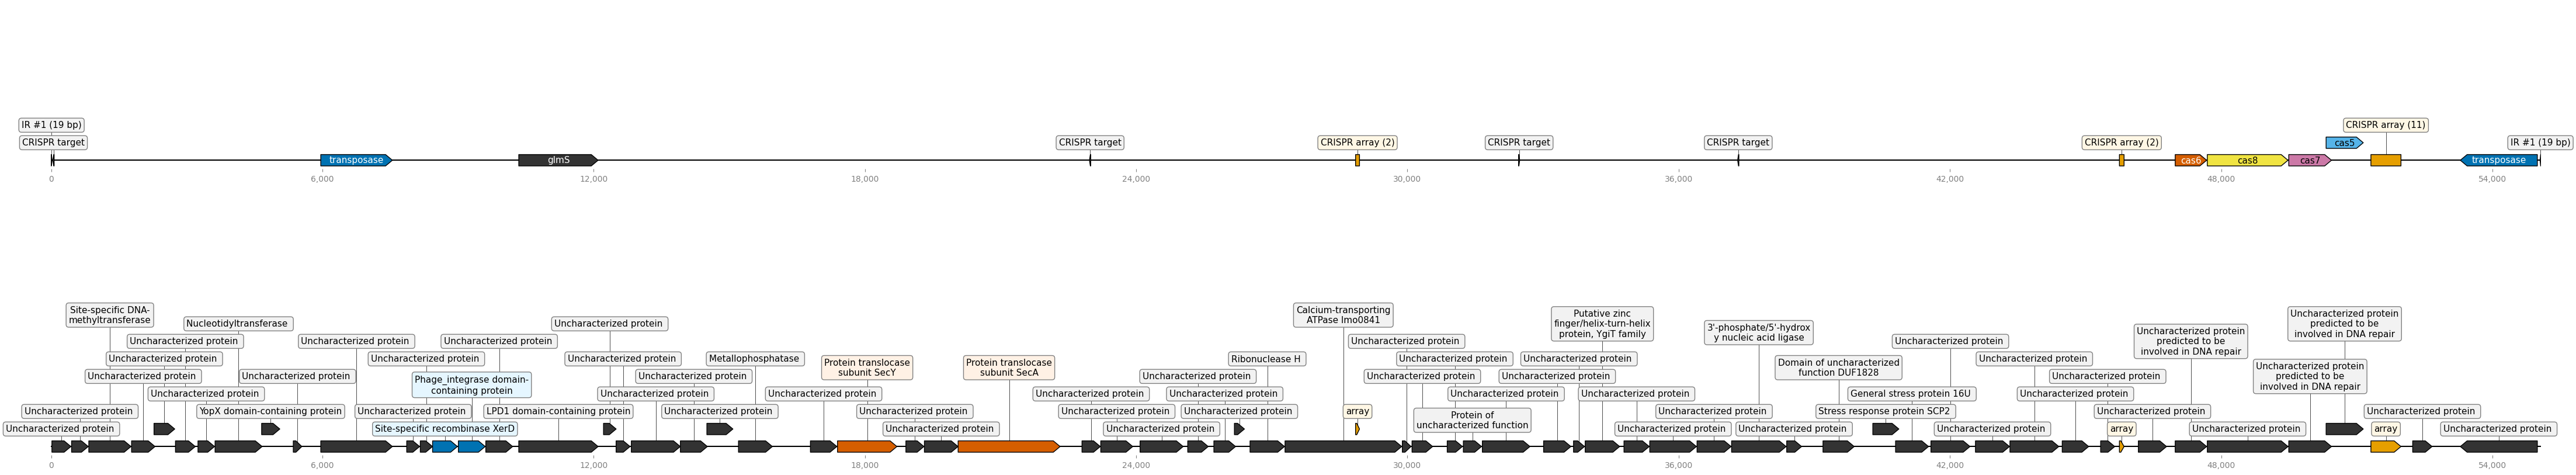 IR #1 (19 bp)
CRISPR target
transposase
glmS
CRISPR target
CRISPR array (2)
CRISPR target
CRISPR target
CRISPR array (2)
cas6
cas8
cas7
cas5
CRISPR array (11)
IR #1 (19 bp)
transposase
0
6,000
12,000
18,000
24,000
30,000
36,000
42,000
48,000
54,000
Site-specific DNA-
methyltransferase
Calcium-transporting
ATPase lmo0841
Putative zinc
finger/helix-turn-helix
protein, YgiT family
Uncharacterized protein
predicted to be
involved in DNA repair
Nucleotidyltransferase
Uncharacterized protein
3'-phosphate/5'-hydrox
y nucleic acid ligase
Uncharacterized protein
predicted to be
involved in DNA repair
Uncharacterized protein
Uncharacterized protein
Uncharacterized protein
Uncharacterized protein
Uncharacterized protein
Uncharacterized protein
Uncharacterized protein
Uncharacterized protein
Metallophosphatase
Protein translocase
subunit SecY
Protein translocase
subunit SecA
Ribonuclease H
Uncharacterized protein
Uncharacterized protein
Domain of uncharacterized
function DUF1828
Uncharacterized protein
Uncharacterized protein
predicted to be
involved in DNA repair
Uncharacterized protein
Uncharacterized protein
Phage_integrase domain-
containing protein
Uncharacterized protein
Uncharacterized protein
Uncharacterized protein
Uncharacterized protein
Uncharacterized protein
Uncharacterized protein
Uncharacterized protein
Uncharacterized protein
Uncharacterized protein
Uncharacterized protein
Uncharacterized protein
Uncharacterized protein
Uncharacterized protein
General stress protein 16U
Uncharacterized protein
Uncharacterized protein
YopX domain-containing protein
Uncharacterized protein
LPD1 domain-containing protein
Uncharacterized protein
Uncharacterized protein
Uncharacterized protein
Uncharacterized protein
array
Protein of
uncharacterized function
Uncharacterized protein
Stress response protein SCP2
Uncharacterized protein
Uncharacterized protein
Uncharacterized protein
Site-specific recombinase XerD
Uncharacterized protein
Uncharacterized protein
Uncharacterized protein
Uncharacterized protein
Uncharacterized protein
array
Uncharacterized protein
array
Uncharacterized protein
0
6,000
12,000
18,000
24,000
30,000
36,000
42,000
48,000
54,000